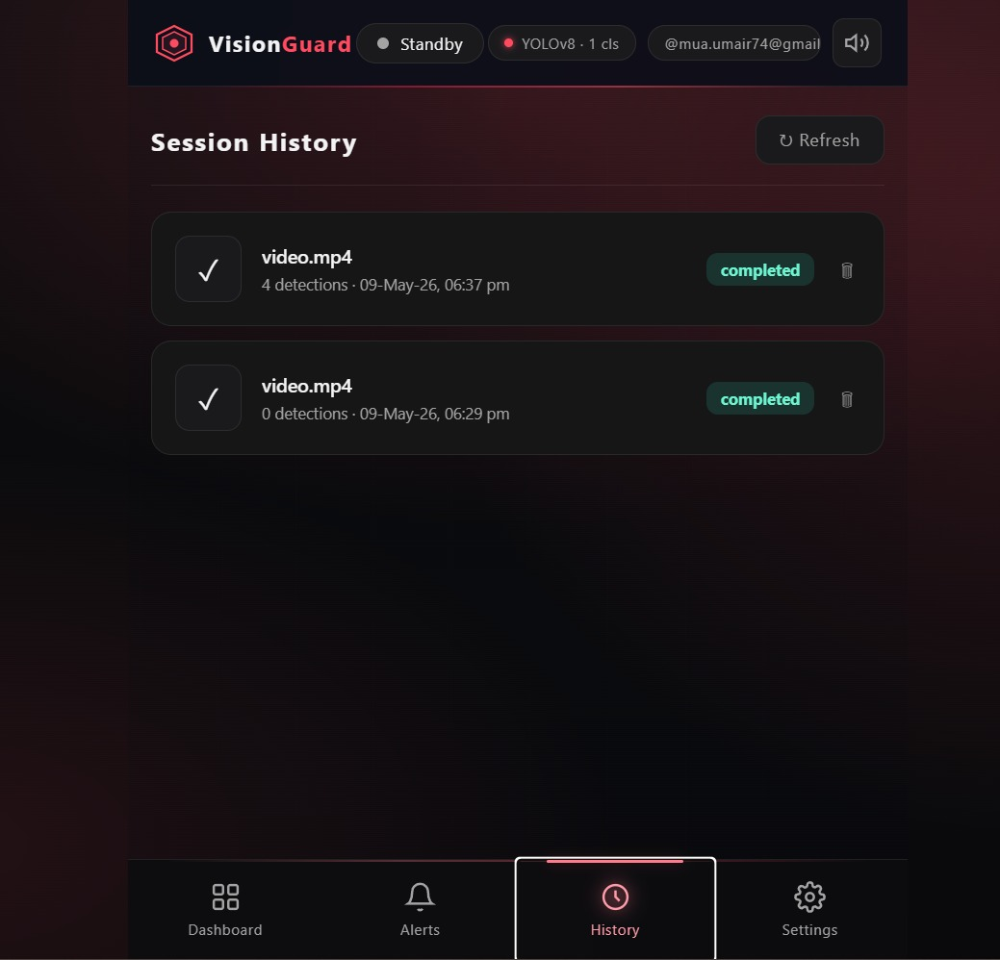 VisionGuard
Standby
YOLOv8 · 1 cls
@mua.umair74@gmail
Session History
↻ Refresh
✓
video.mp4
4 detections · 09-May-26, 06:37 pm
completed
✓
video.mp4
0 detections · 09-May-26, 06:29 pm
completed
Dashboard
Alerts
History
Settings